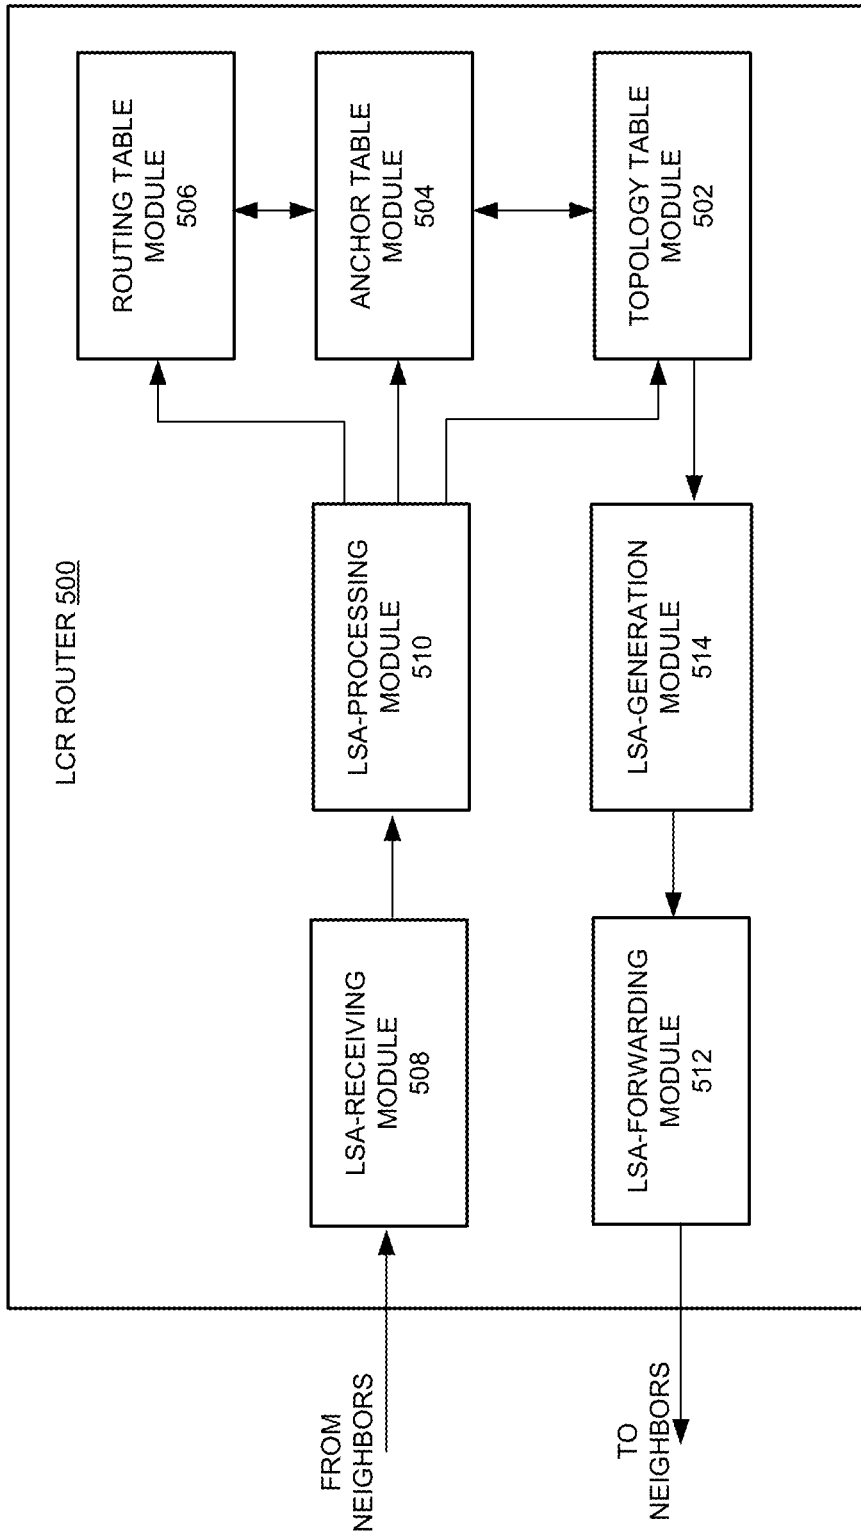 LCR ROUTER 500
ROUTING TABLE
MODULE
506
ANCHOR TABLE
MODULE
504
TOPOLOGY TABLE
MODULE
502
LSA-PROCESSING
MODULE
510
LSA-GENERATION
MODULE
514
LSA-RECEIVING
MODULE
508
LSA-FORWARDING
MODULE
512
FROM
NEIGHBORS
TO
NEIGHBORS